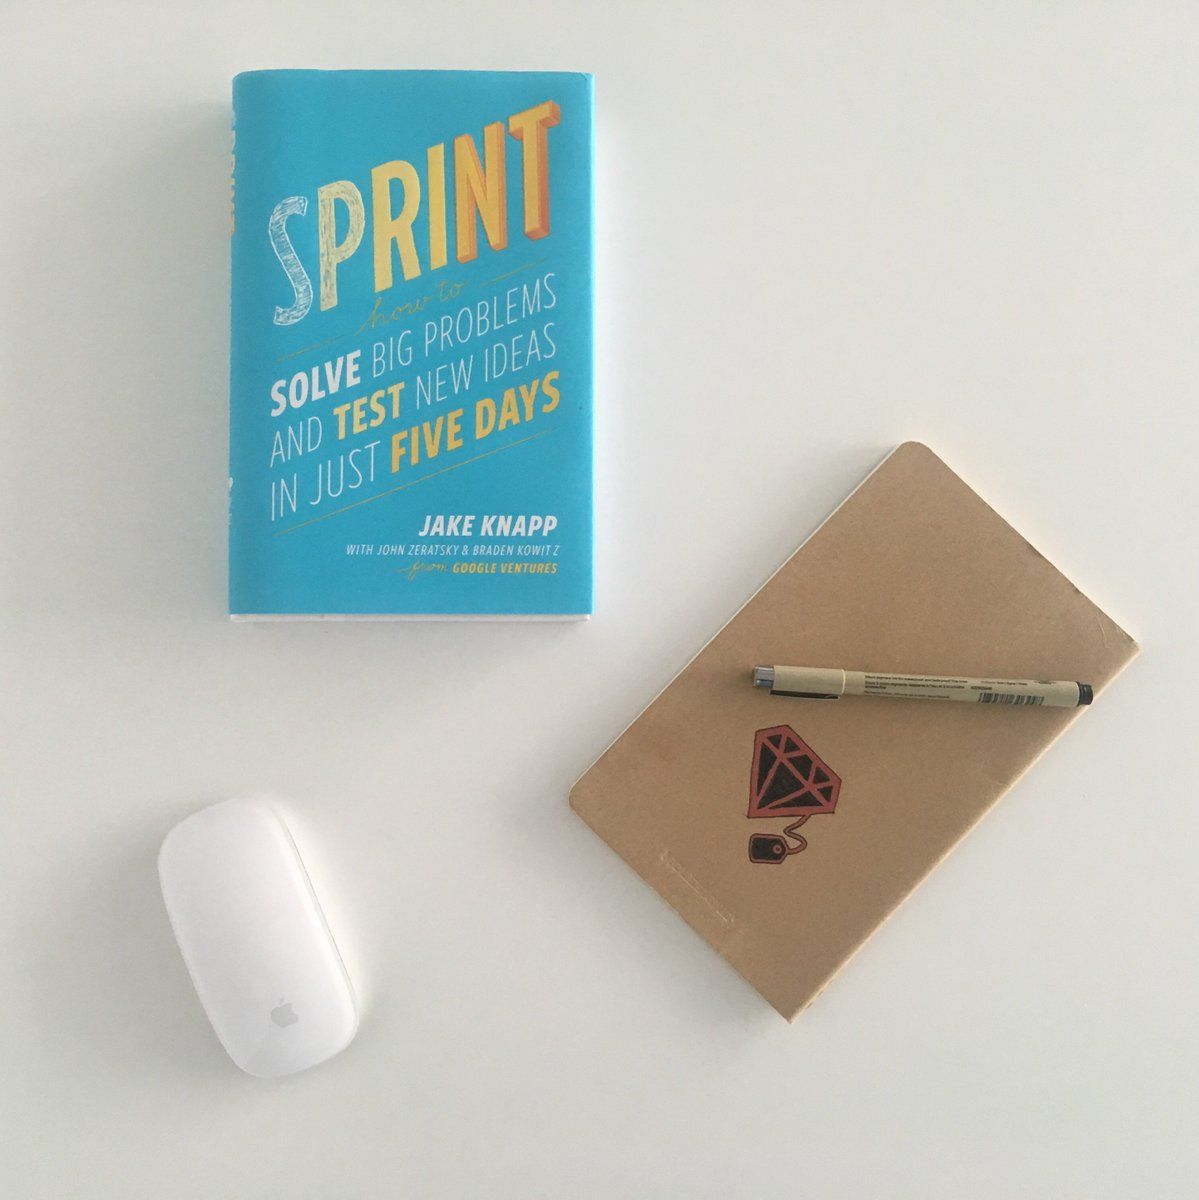 SPRINT
how to
SOLVE BIG PROBLEMS
AND TEST NEW IDEAS
IN JUST FIVE DAYS
JAKE KNAPP
WITH JOHN ZERATSKY & BRADEN KOWITZ
from GOOGLE VENTURES